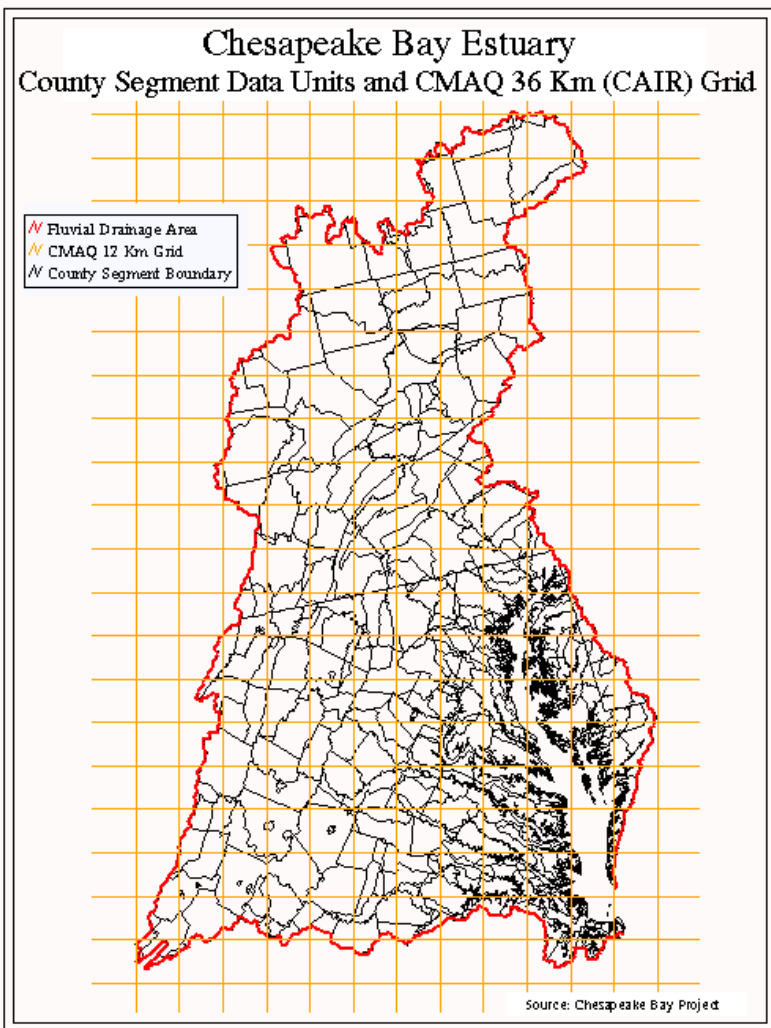 Chesapeake Bay Estuary
County Segment Data Units and CMAQ 36 Km (CAIR) Grid
Fluvial Drainage Area
CMAQ 12 Km Grid
County Segment Boundary
Source: Chesapeake Bay Project